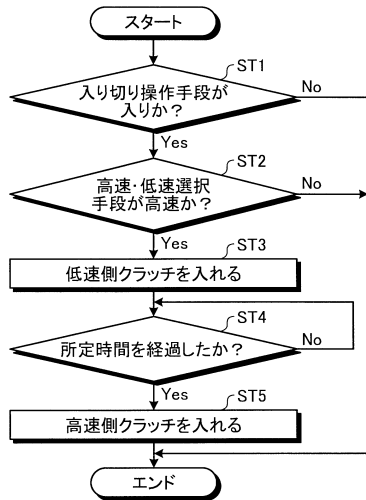 スタート
ST1
入り切り操作手段が
入りか？
No
Yes
ST2
高速・低速選択
手段が高速か？
No
Yes
ST3
低速側クラッチを入れる
ST4
所定時間を経過したか？
No
Yes
ST5
高速側クラッチを入れる
エンド